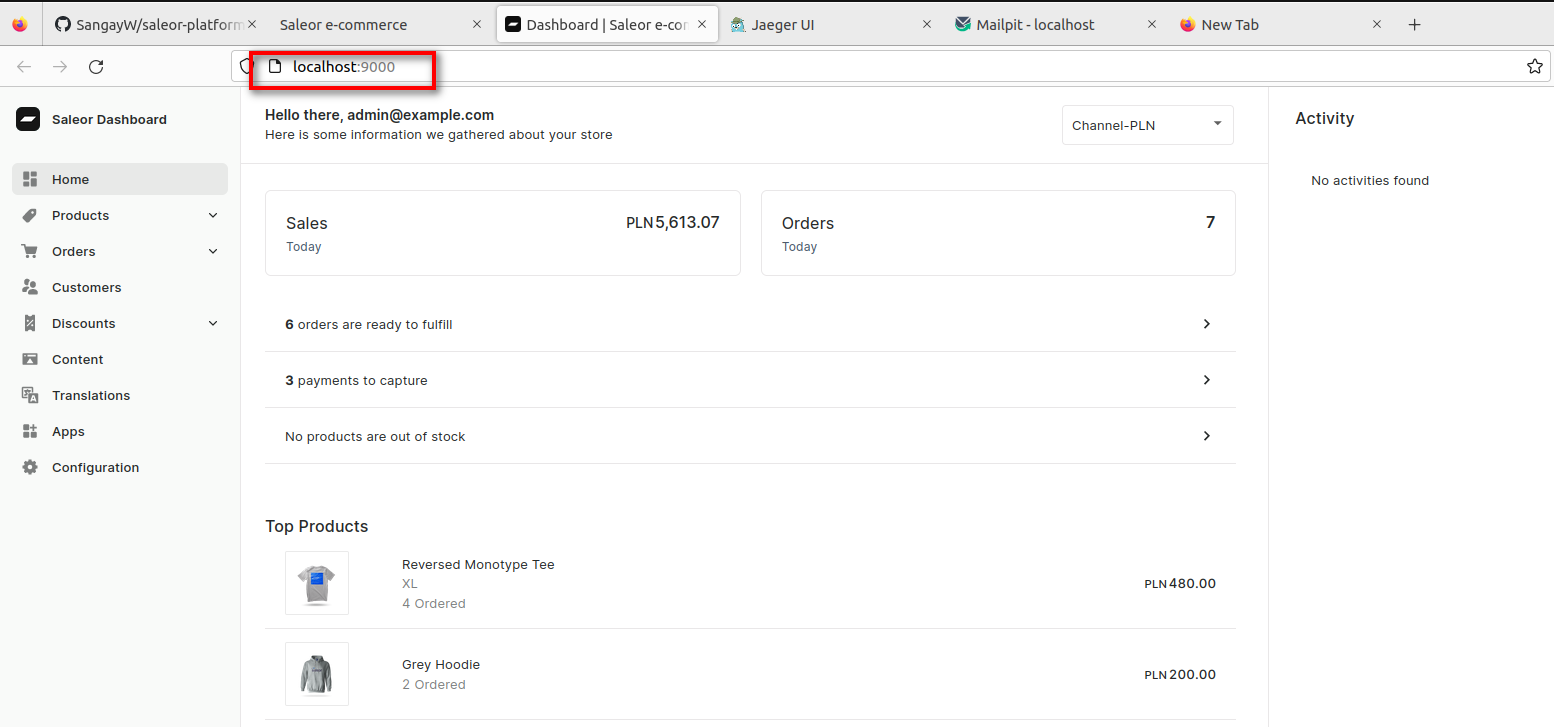 SangayW/saleor-platform
Saleor e-commerce
Dashboard | Saleor e-con
Jaeger UI
Mailpit - localhost
New Tab
localhost:9000
Saleor Dashboard
Home
Products
Orders
Customers
Discounts
Content
Translations
Apps
Configuration
Hello there, admin@example.com
Here is some information we gathered about your store
Channel-PLN
Sales
PLN 5,613.07
Today
Orders
7
Today
6 orders are ready to fulfill
3 payments to capture
No products are out of stock
Top Products
Reversed Monotype Tee
XL
4 Ordered
PLN 480.00
Grey Hoodie
2 Ordered
PLN 200.00
Activity
No activities found